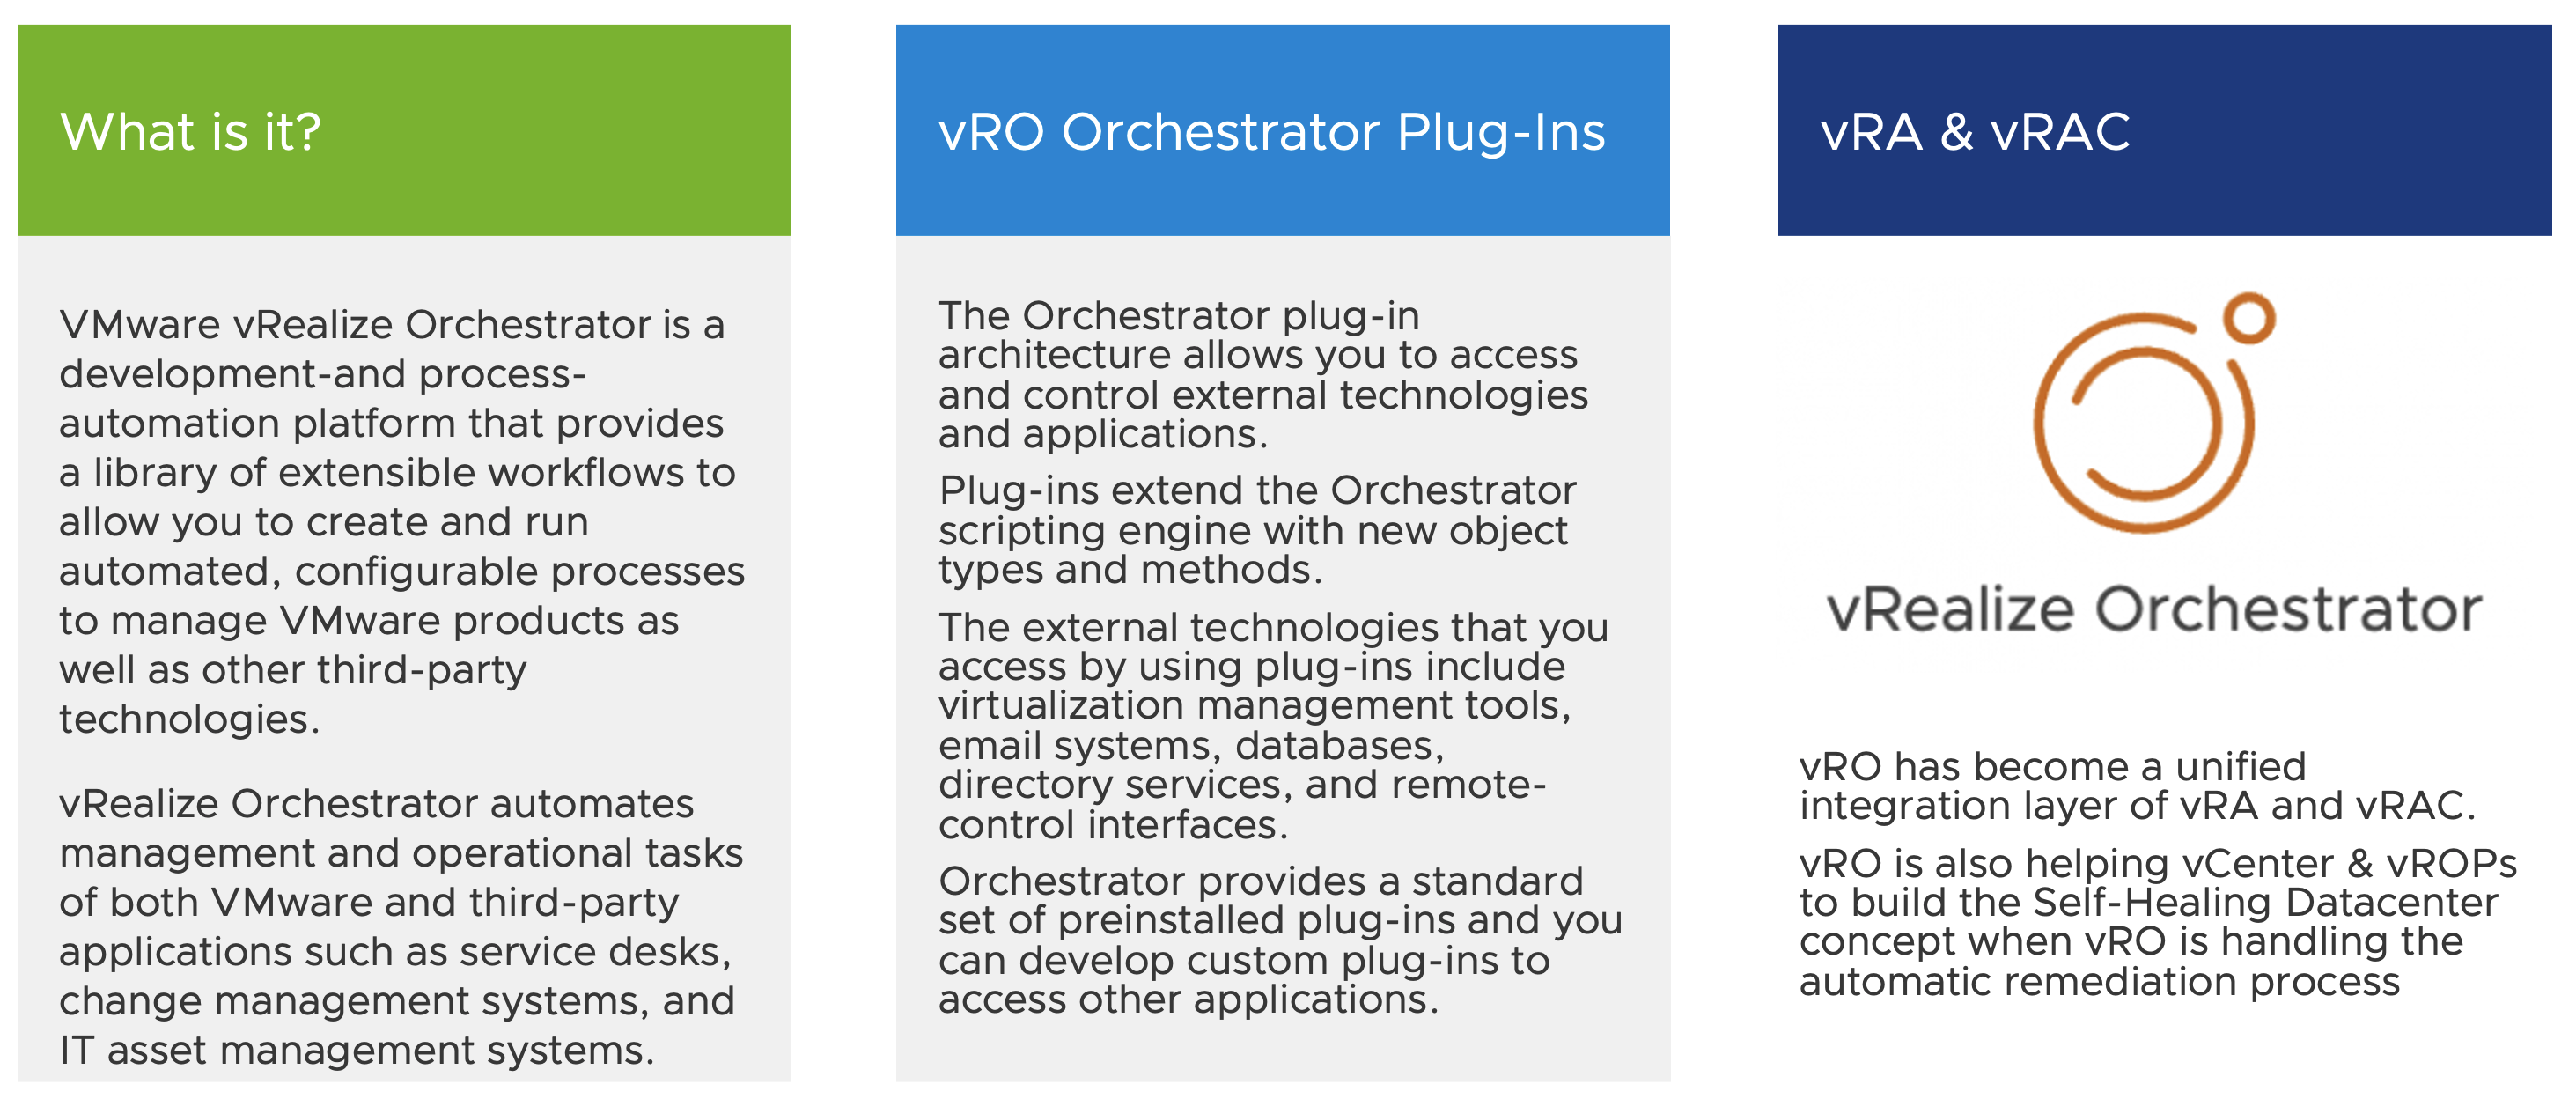 What is it?
VMware vRealize Orchestrator is a
development-and process-
automation platform that provides
a library of extensible workflows to
allow you to create and run
automated, configurable processes
to manage VMware products as
well as other third-party
technologies.
vRealize Orchestrator automates
management and operational tasks
of both VMware and third-party
applications such as service desks,
change management systems, and
IT asset management systems.
vRO Orchestrator Plug-Ins
The Orchestrator plug-in
architecture allows you to access
and control external technologies
and applications.
Plug-ins extend the Orchestrator
scripting engine with new object
types and methods.
The external technologies that you
access by using plug-ins include
virtualization management tools,
email systems, databases,
directory services, and remote-
control interfaces.
Orchestrator provides a standard
set of preinstalled plug-ins and you
can develop custom plug-ins to
access other applications.
vRA & vRAC
vRealize Orchestrator
vRO has become a unified
integration layer of vRA and vRAC.
vRO is also helping vCenter & vROPs
to build the Self-Healing Datacenter
concept when vRO is handling the
automatic remediation process